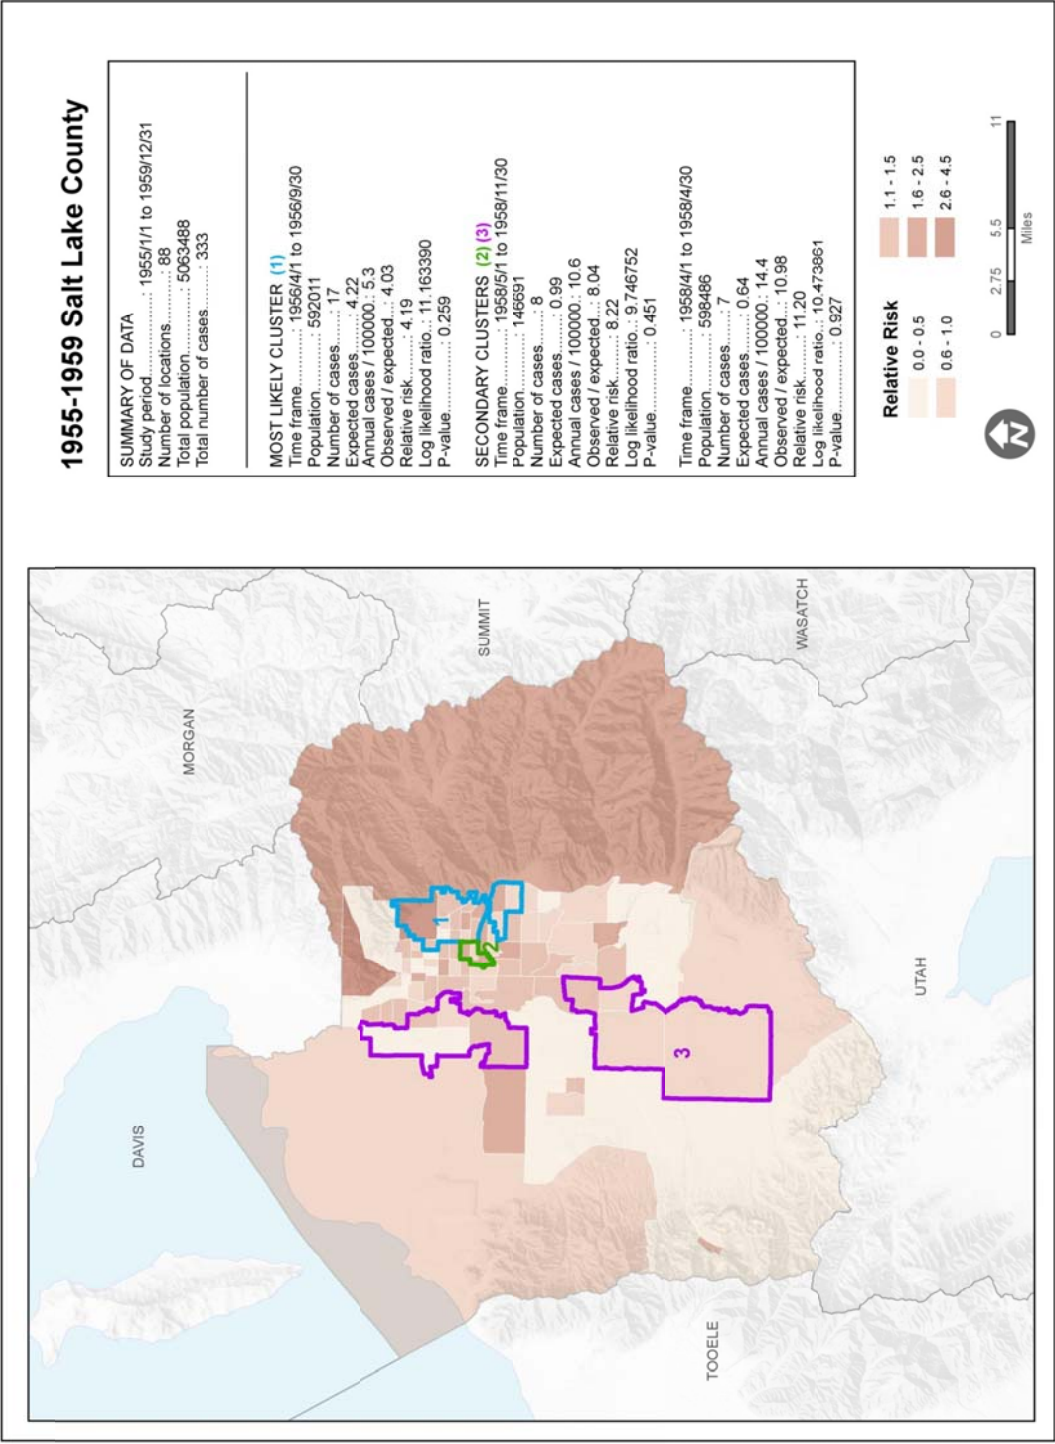 1955-1959 Salt Lake County
SUMMARY OF DATA
Study period....................: 1955/1/1 to 1959/12/31
Number of locations.........: 88
Total population...............: 5063488
Total number of cases......: 333
MOST LIKELY CLUSTER (1)
Time frame............: 1956/4/1 to 1956/9/30
Population.............: 592011
Number of cases....: 17
Expected cases.......: 4.22
Annual cases / 100000.: 5.3
Observed / expected...: 4.03
Relative risk.........: 4.19
Log likelihood ratio..: 11.163390
P-value...............: 0.259
SECONDARY CLUSTERS (2) (3)
Time frame............: 1958/5/1 to 1958/11/30
Population.............: 146691
Number of cases....: 8
Expected cases.......: 0.99
Annual cases / 100000.: 10.6
Observed / expected...: 8.04
Relative risk.........: 8.22
Log likelihood ratio..: 9.746752
P-value...............: 0.451
Time frame............: 1958/4/1 to 1958/4/30
Population.............: 598486
Number of cases....: 7
Expected cases.......: 0.64
Annual cases / 100000.: 14.4
Observed / expected...: 10.98
Relative risk.........: 11.20
Log likelihood ratio..: 10.473861
P-value...............: 0.927
Relative Risk
0.0 - 0.5
0.6 - 1.0
1.1 - 1.5
1.6 - 2.5
2.6 - 4.5
N
0 2.75 5.5 11
Miles
DAVIS
MORGAN
SUMMIT
WASATCH
UTAH
TOOELE
1
2
3